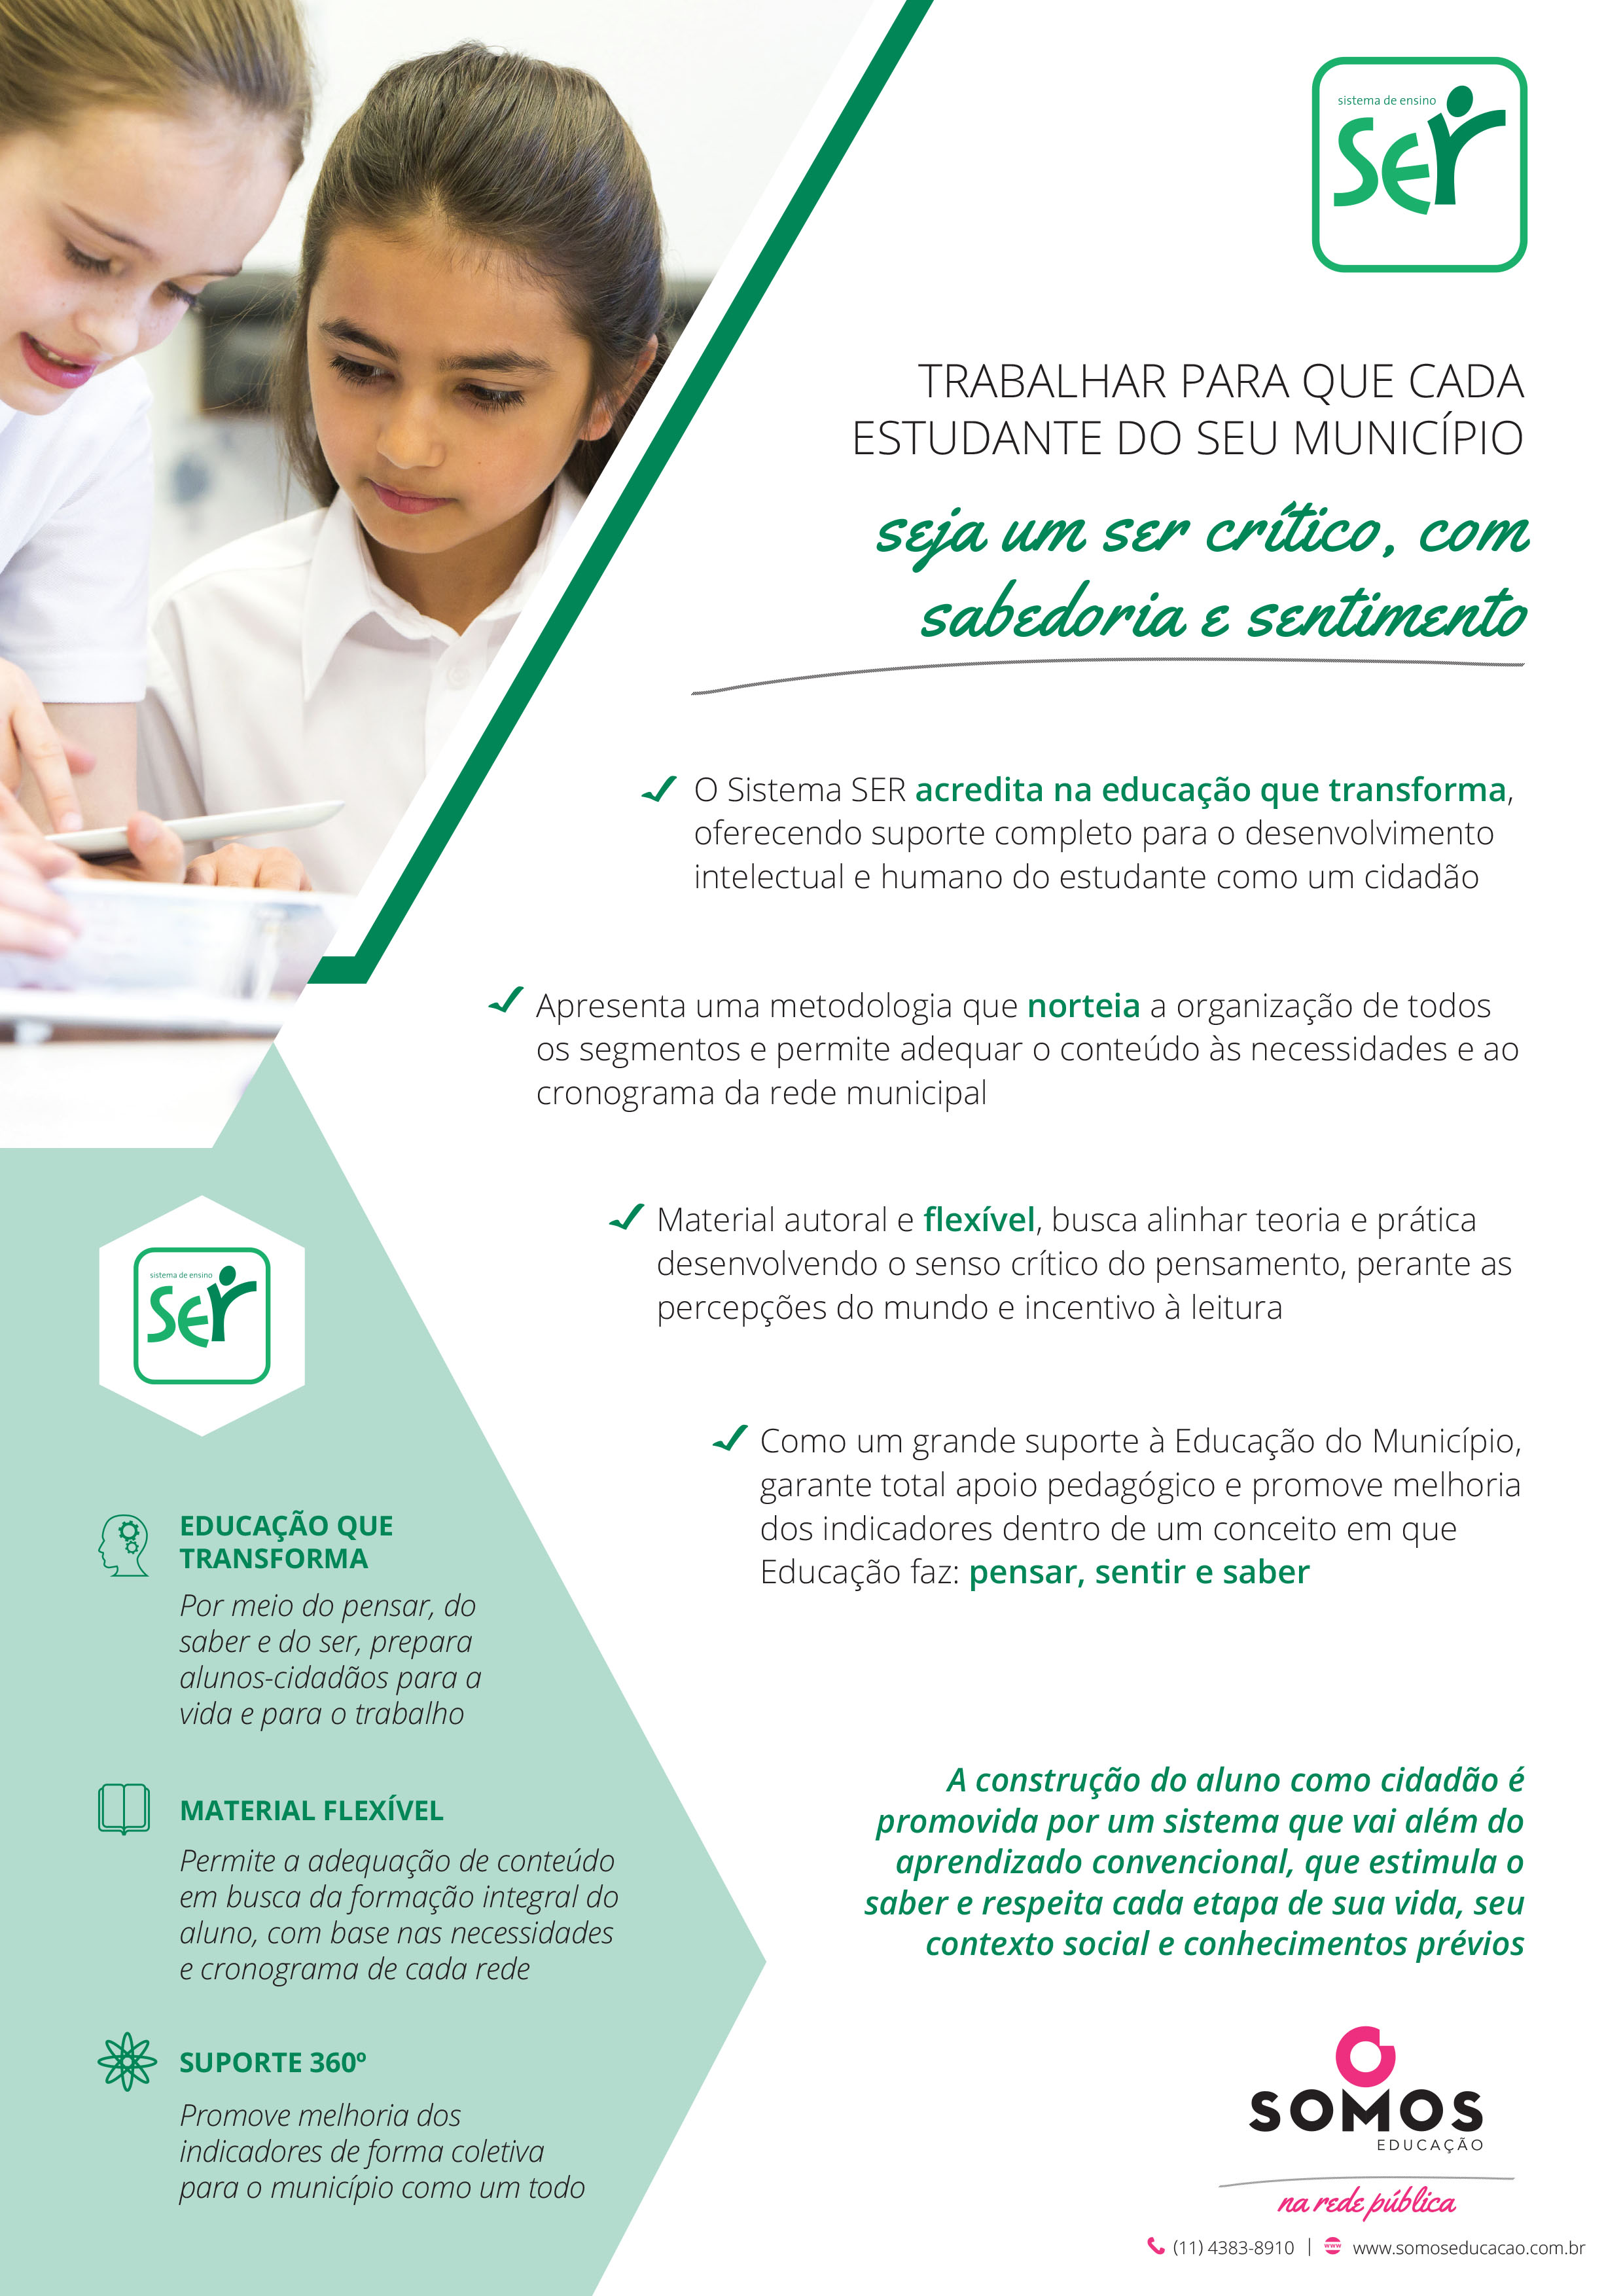 sistema de ensino
ser
TRABALHAR PARA QUE CADA
ESTUDANTE DO SEU MUNICÍPIO
seja um ser crítico, com
sabedoria e sentimento
O Sistema SER acredita na educação que transforma,
oferecendo suporte completo para o desenvolvimento
intelectual e humano do estudante como um cidadão
Apresenta uma metodologia que norteia a organização de todos
os segmentos e permite adequar o conteúdo às necessidades e ao
cronograma da rede municipal
Material autoral e flexível, busca alinhar teoria e prática
desenvolvendo o senso crítico do pensamento, perante as
percepções do mundo e incentivo à leitura
Como um grande suporte à Educação do Município,
garante total apoio pedagógico e promove melhoria
dos indicadores dentro de um conceito em que
Educação faz: pensar, sentir e saber
sistema de ensino
ser
EDUCAÇÃO QUE
TRANSFORMA
Por meio do pensar, do
saber e do ser, prepara
alunos-cidadãos para a
vida e para o trabalho
MATERIAL FLEXÍVEL
Permite a adequação de conteúdo
em busca da formação integral do
aluno, com base nas necessidades
e cronograma de cada rede
SUPORTE 360º
Promove melhoria dos
indicadores de forma coletiva
para o município como um todo
A construção do aluno como cidadão é
promovida por um sistema que vai além do
aprendizado convencional, que estimula o
saber e respeita cada etapa de sua vida, seu
contexto social e conhecimentos prévios
SOMOS
EDUCAÇÃO
na rede pública
(11) 4383-8910 | www www.somoseducacao.com.br